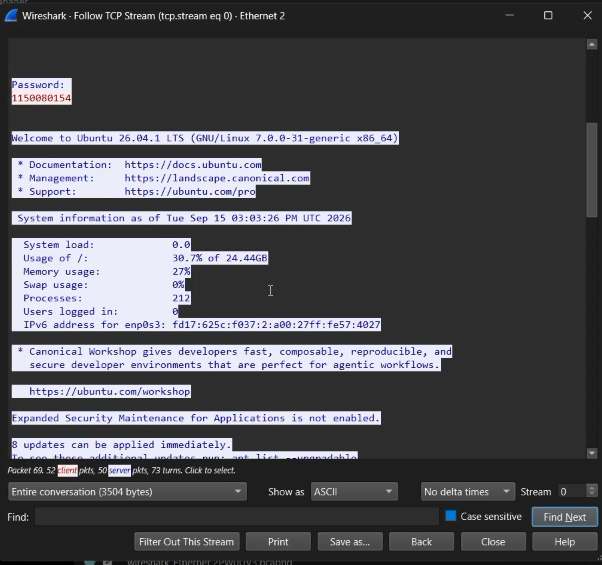 Wireshark · Follow TCP Stream (tcp.stream eq 0) · Ethernet 2
Password:
1150080154
Welcome to Ubuntu 26.04.1 LTS (GNU/Linux 7.0.0-31-generic x86_64)
* Documentation: https://docs.ubuntu.com
* Management: https://landscape.canonical.com
* Support: https://ubuntu.com/pro
System information as of Tue Sep 15 03:03:26 PM UTC 2026
System load: 0.0
Usage of /: 30.7% of 24.44GB
Memory usage: 27%
Swap usage: 0%
Processes: 212
Users logged in: 0
IPv6 address for enp0s3: fd17:625c:f037:2:a00:27ff:fe57:4027
* Canonical Workshop gives developers fast, composable, reproducible, and
secure developer environments that are perfect for agentic workflows.
https://ubuntu.com/workshop
Expanded Security Maintenance for Applications is not enabled.
8 updates can be applied immediately.
To see these additional updates run: apt list --upgradable
Packet 69. 52 client pkts, 50 server pkts, 73 turns. Click to select.
Entire conversation (3504 bytes) Show as ASCII No delta times Stream 0
Find: Case sensitive Find Next
Filter Out This Stream Print Save as... Back Close Help